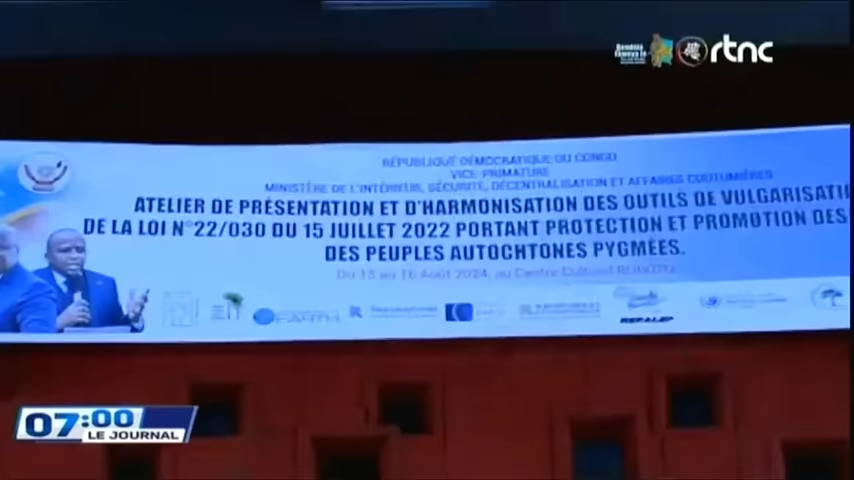 rtnc
RÉPUBLIQUE DÉMOCRATIQUE DU CONGO
VICE-PRIMATURE
MINISTÈRE DE L'INTÉRIEUR, SÉCURITÉ, DÉCENTRALISATION ET AFFAIRES COUTUMIÈRES
ATELIER DE PRÉSENTATION ET D'HARMONISATION DES OUTILS DE VULGARISATI
DE LA LOI N°22/030 DU 15 JUILLET 2022 PORTANT PROTECTION ET PROMOTION DES
DES PEUPLES AUTOCHTONES PYGMÉES.
Du 15 au 16 Août 2024, au Centre Culturel
REPALEF
07:00
LE JOURNAL